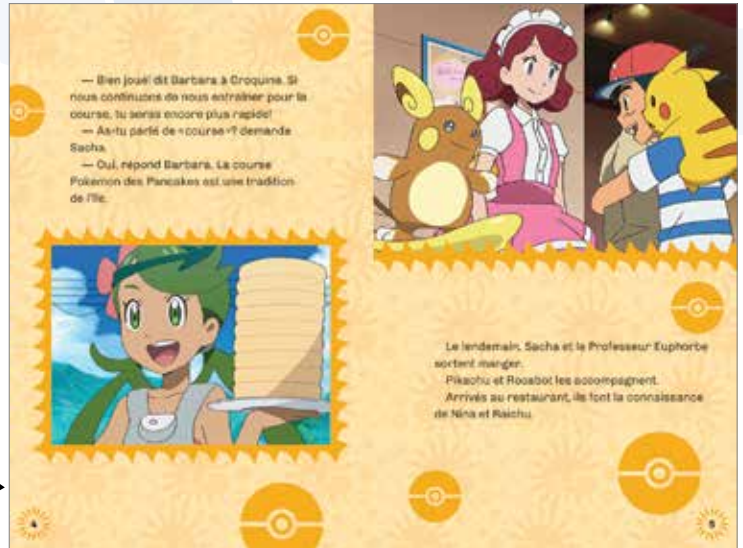 — Bien joué! dit Barbara à Croquine. Si
nous continuons de nous entraîner pour la
course, tu seras encore plus rapide!
— As-tu parlé de «course»? demande
Sacha.
— Oui, répond Barbara. La course
Pokémon des Pancakes est une tradition
de l'île.
4
Le lendemain, Sacha et le Professeur Euphorbe
sortent manger.
Pikachu et Rocabot les accompagnent.
Arrivés au restaurant, ils font la connaissance
de Nina et Raichu.
5